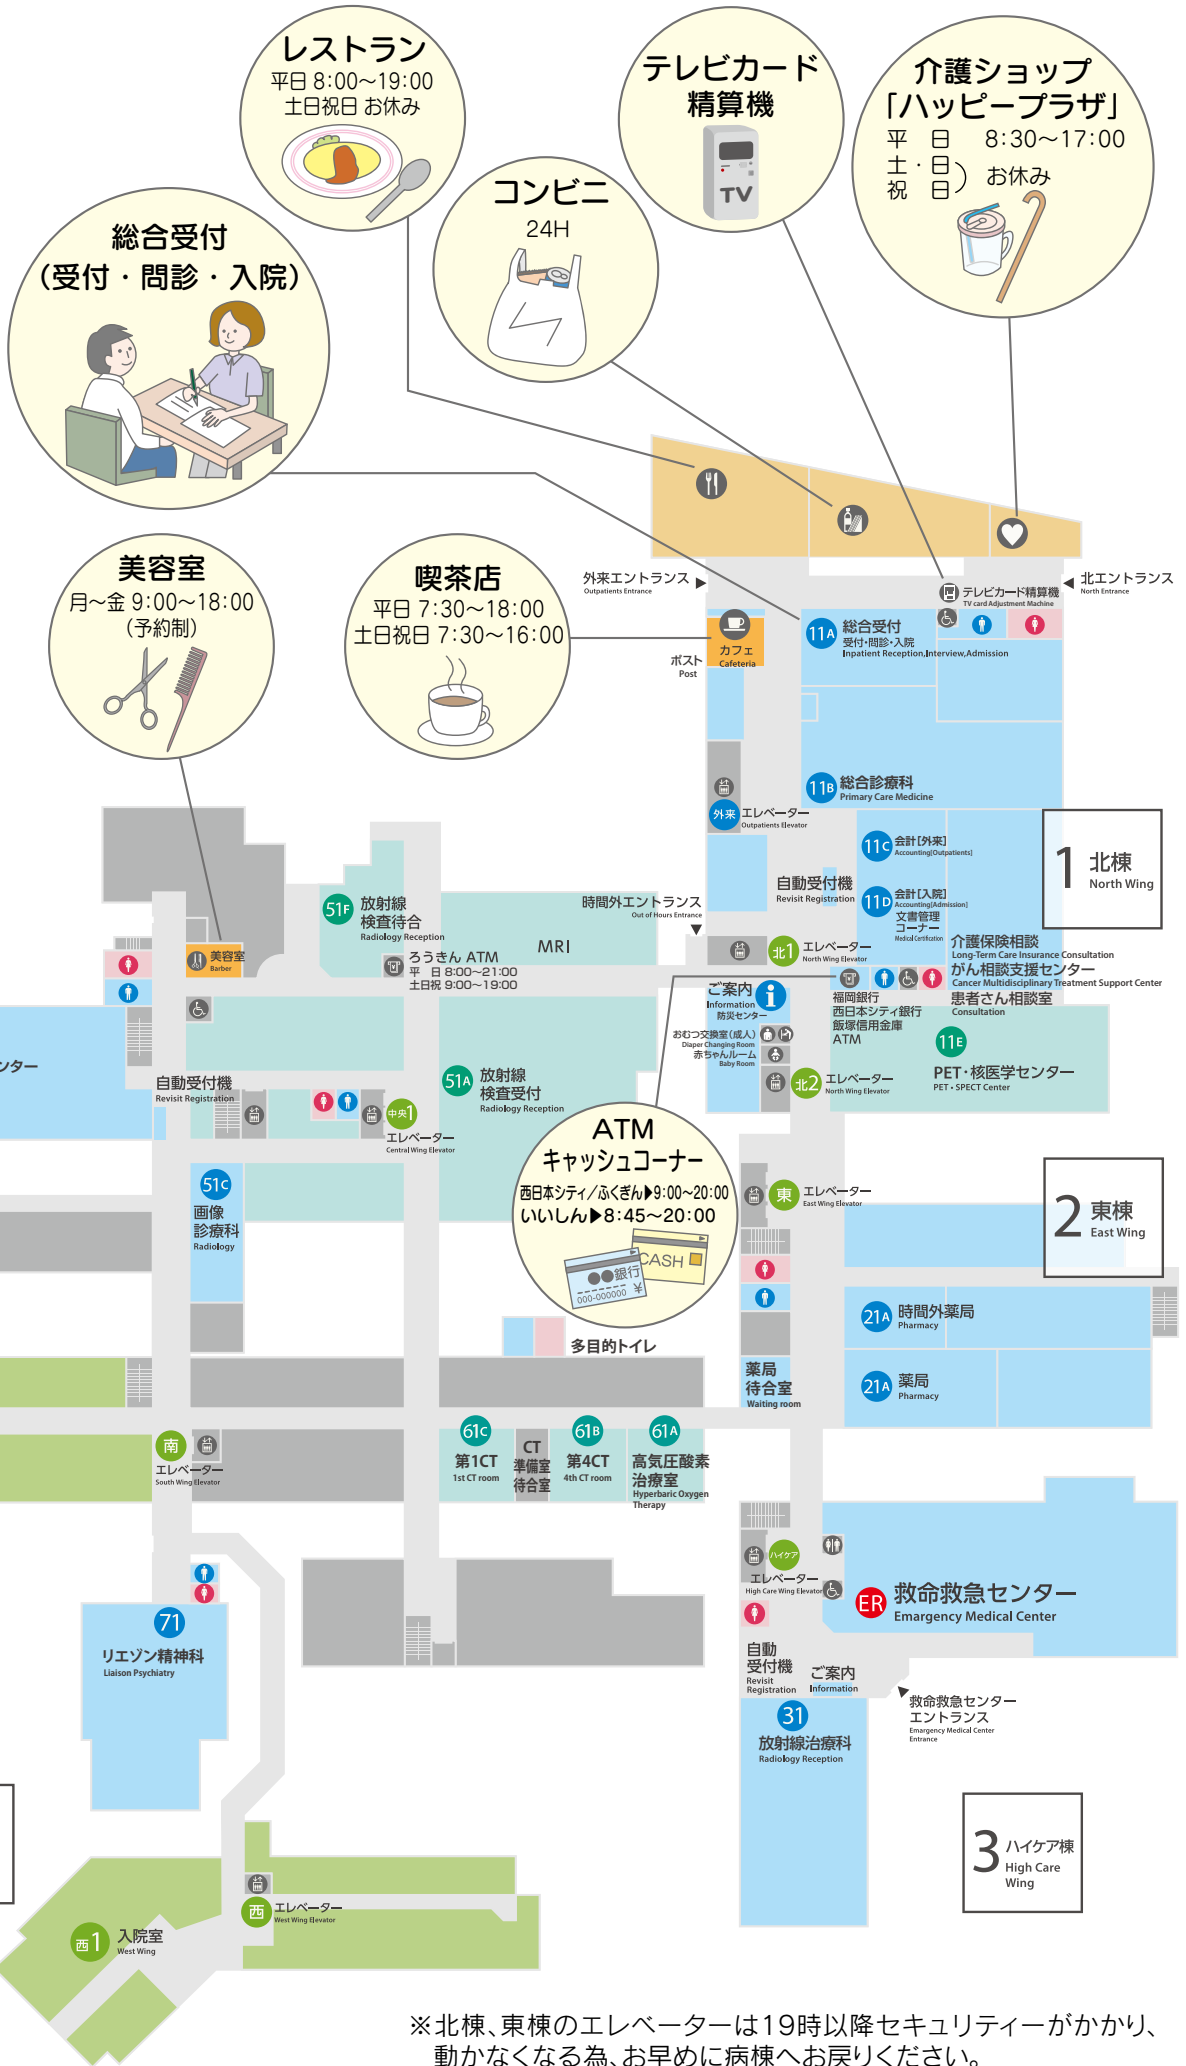 レストラン
平日 8:00～19:00
土日祝日 お休み
テレビカード
精算機
TV
介護ショップ
「ハッピープラザ」
平　日　8:30～17:00
土・日
祝　日
) お休み
コンビニ
24H
総合受付
（受付・問診・入院）
美容室
月～金 9:00～18:00
(予約制)
喫茶店
平日 7:30～18:00
土日祝日 7:30～16:00
外来エントランス
Outpatients Entrance
北エントランス
North Entrance
テレビカード精算機
TV card Adjustment Machine
カフェ
Cafeteria
ポスト
Post
11A 総合受付
受付・問診・入院
Inpatient Reception,Interview,Admission
11B 総合診療科
Primary Care Medicine
外来 エレベーター
Outpatients Elevator
11C 会計[外来]
Accounting[Outpatients]
自動受付機
Revisit Registration
11D 会計[入院]
Accounting[Admission]
文書管理
コーナー
Medical Certification
1 北棟
North Wing
時間外エントランス
Out of Hours Entrance
北1 エレベーター
North Wing Elevator
介護保険相談
Long-Term Care Insurance Consultation
がん相談支援センター
Cancer Multidisciplinary Treatment Support Center
患者さん相談室
Consultation
51F 放射線
検査待合
Radiology Reception
MRI
ろうきん ATM
平　日 8:00～21:00
土日祝 9:00～19:00
美容室
Barber
ご案内
Information
防災センター
福岡銀行
西日本シティ銀行
飯塚信用金庫
ATM
おむつ交換室（成人）
Diaper Changing Room
赤ちゃんルーム
Baby Room
11E
PET・核医学センター
PET・SPECT Center
北2 エレベーター
North Wing Elevator
ンター
自動受付機
Revisit Registration
51A 放射線
検査受付
Radiology Reception
中央1
エレベーター
Central Wing Elevator
ATM
キャッシュコーナー
西日本シティ/ふくぎん▶9:00～20:00
いいしん▶8:45～20:00
CASH
●●銀行
000-000000 ¥
51C
画像
診療科
Radiology
東 エレベーター
East Wing Elevator
2 東棟
East Wing
21A 時間外薬局
Pharmacy
多目的トイレ
薬局
待合室
Waiting room
21A 薬局
Pharmacy
南
エレベーター
South Wing Elevator
61C
第1CT
1st CT room
CT
準備室
待合室
61B
第4CT
4th CT room
61A
高気圧酸素
治療室
Hyperbaric Oxygen
Therapy
ハイケア
エレベーター
High Care Wing Elevator
ER 救命救急センター
Emergency Medical Center
71
リエゾン精神科
Liaison Psychiatry
自動
受付機
Revisit
Registration
ご案内
Information
救命救急センター
エントランス
Emergency Medical Center
Entrance
31
放射線治療科
Radiology Reception
3 ハイケア棟
High Care
Wing
西 エレベーター
West Wing Elevator
西1 入院室
West Wing
※北棟、東棟のエレベーターは19時以降セキュリティーがかかり、
動かなくなる為、お早めに病棟へお戻りください。